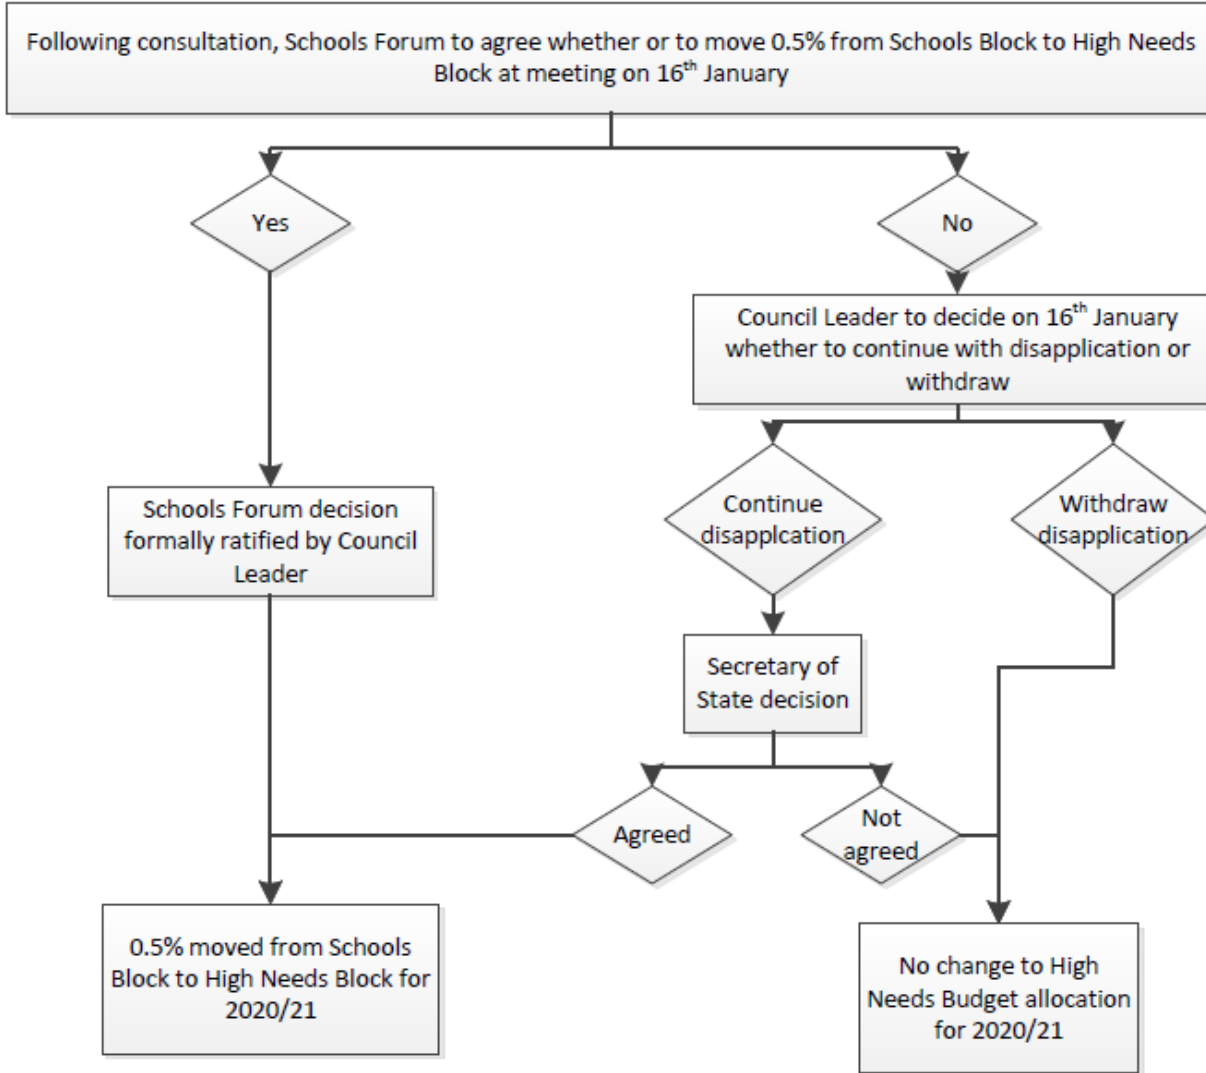 Following consultation, Schools Forum to agree whether or to move 0.5% from Schools Block to High Needs
Block at meeting on 16th January
Yes
No
Council Leader to decide on 16th January
whether to continue with disapplication or
withdraw
Continue
disapplcation
Withdraw
disapplication
Schools Forum decision
formally ratified by Council
Leader
Secretary of
State decision
Agreed
Not
agreed
0.5% moved from Schools
Block to High Needs Block for
2020/21
No change to High
Needs Budget allocation
for 2020/21